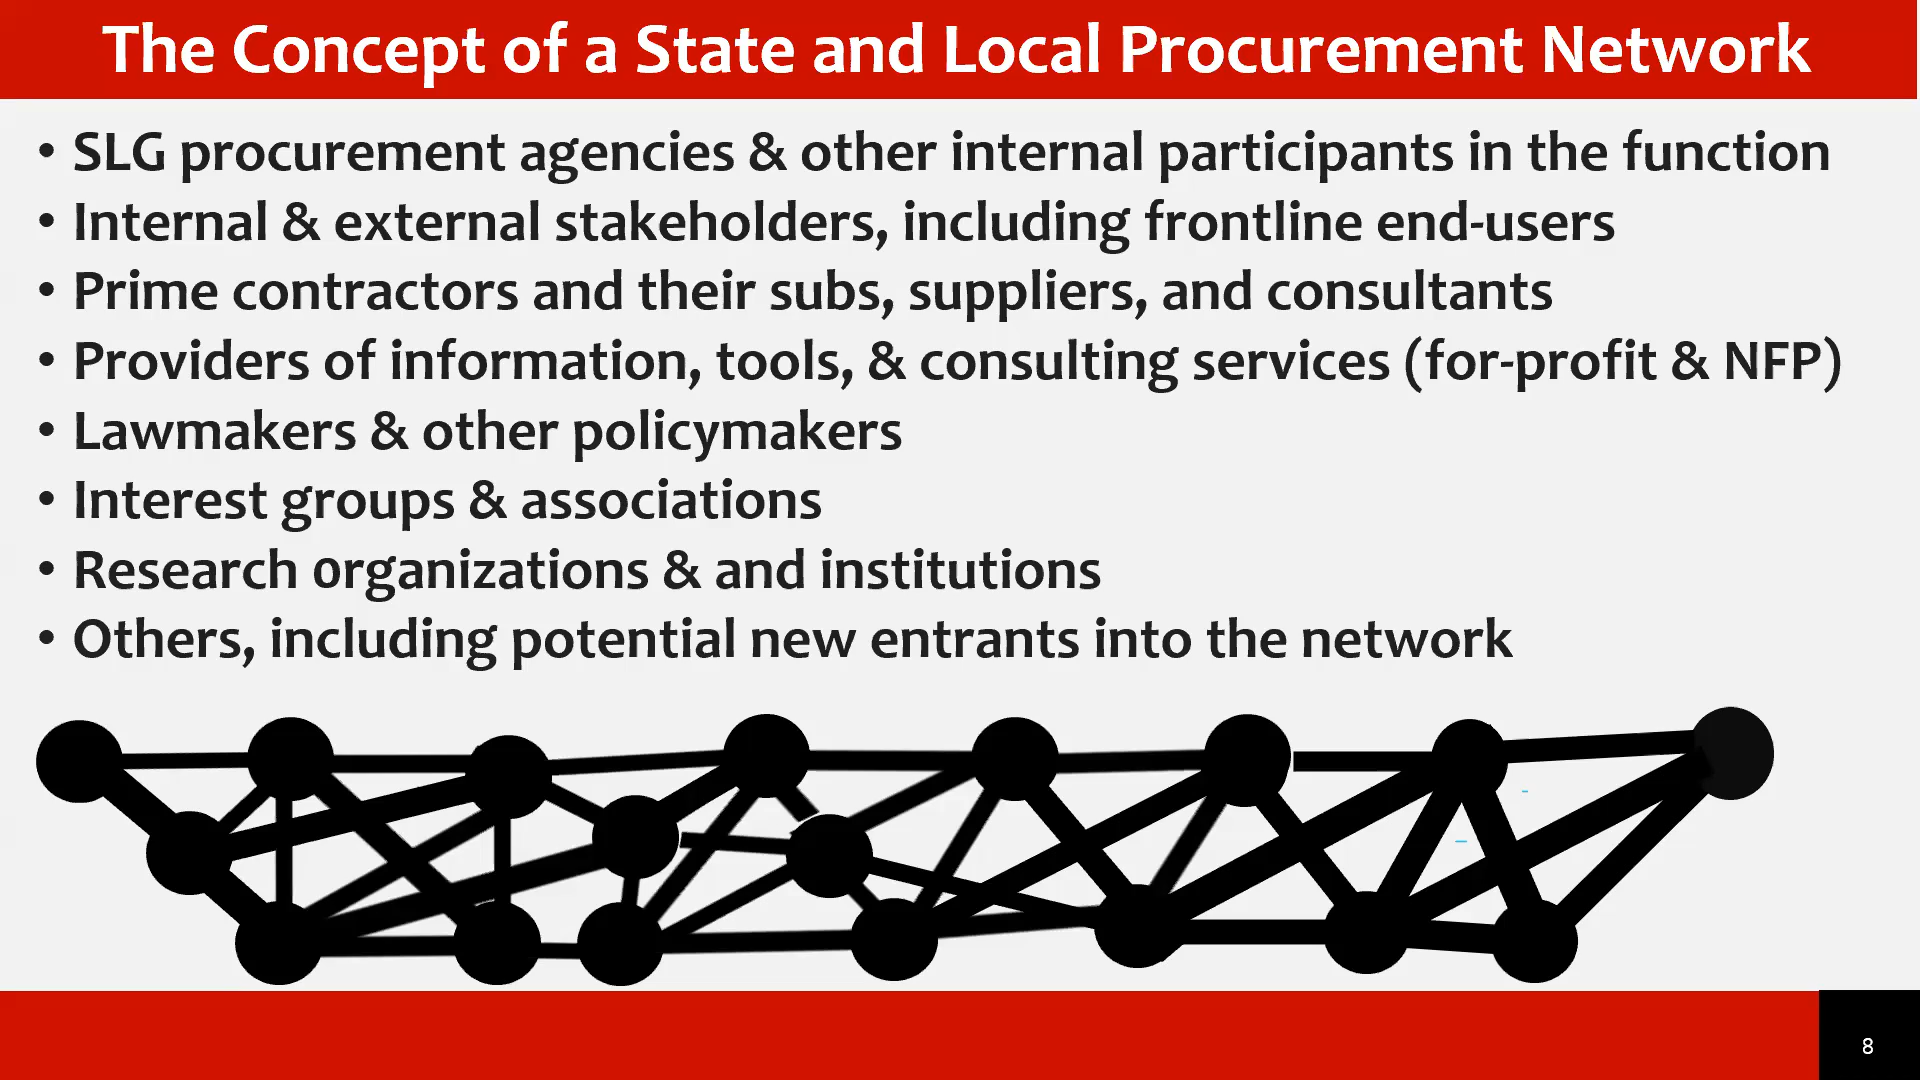 The Concept of a State and Local Procurement Network
• SLG procurement agencies & other internal participants in the function
• Internal & external stakeholders, including frontline end-users
• Prime contractors and their subs, suppliers, and consultants
• Providers of information, tools, & consulting services (for-profit & NFP)
• Lawmakers & other policymakers
• Interest groups & associations
• Research 0rganizations & and institutions
• Others, including potential new entrants into the network
8